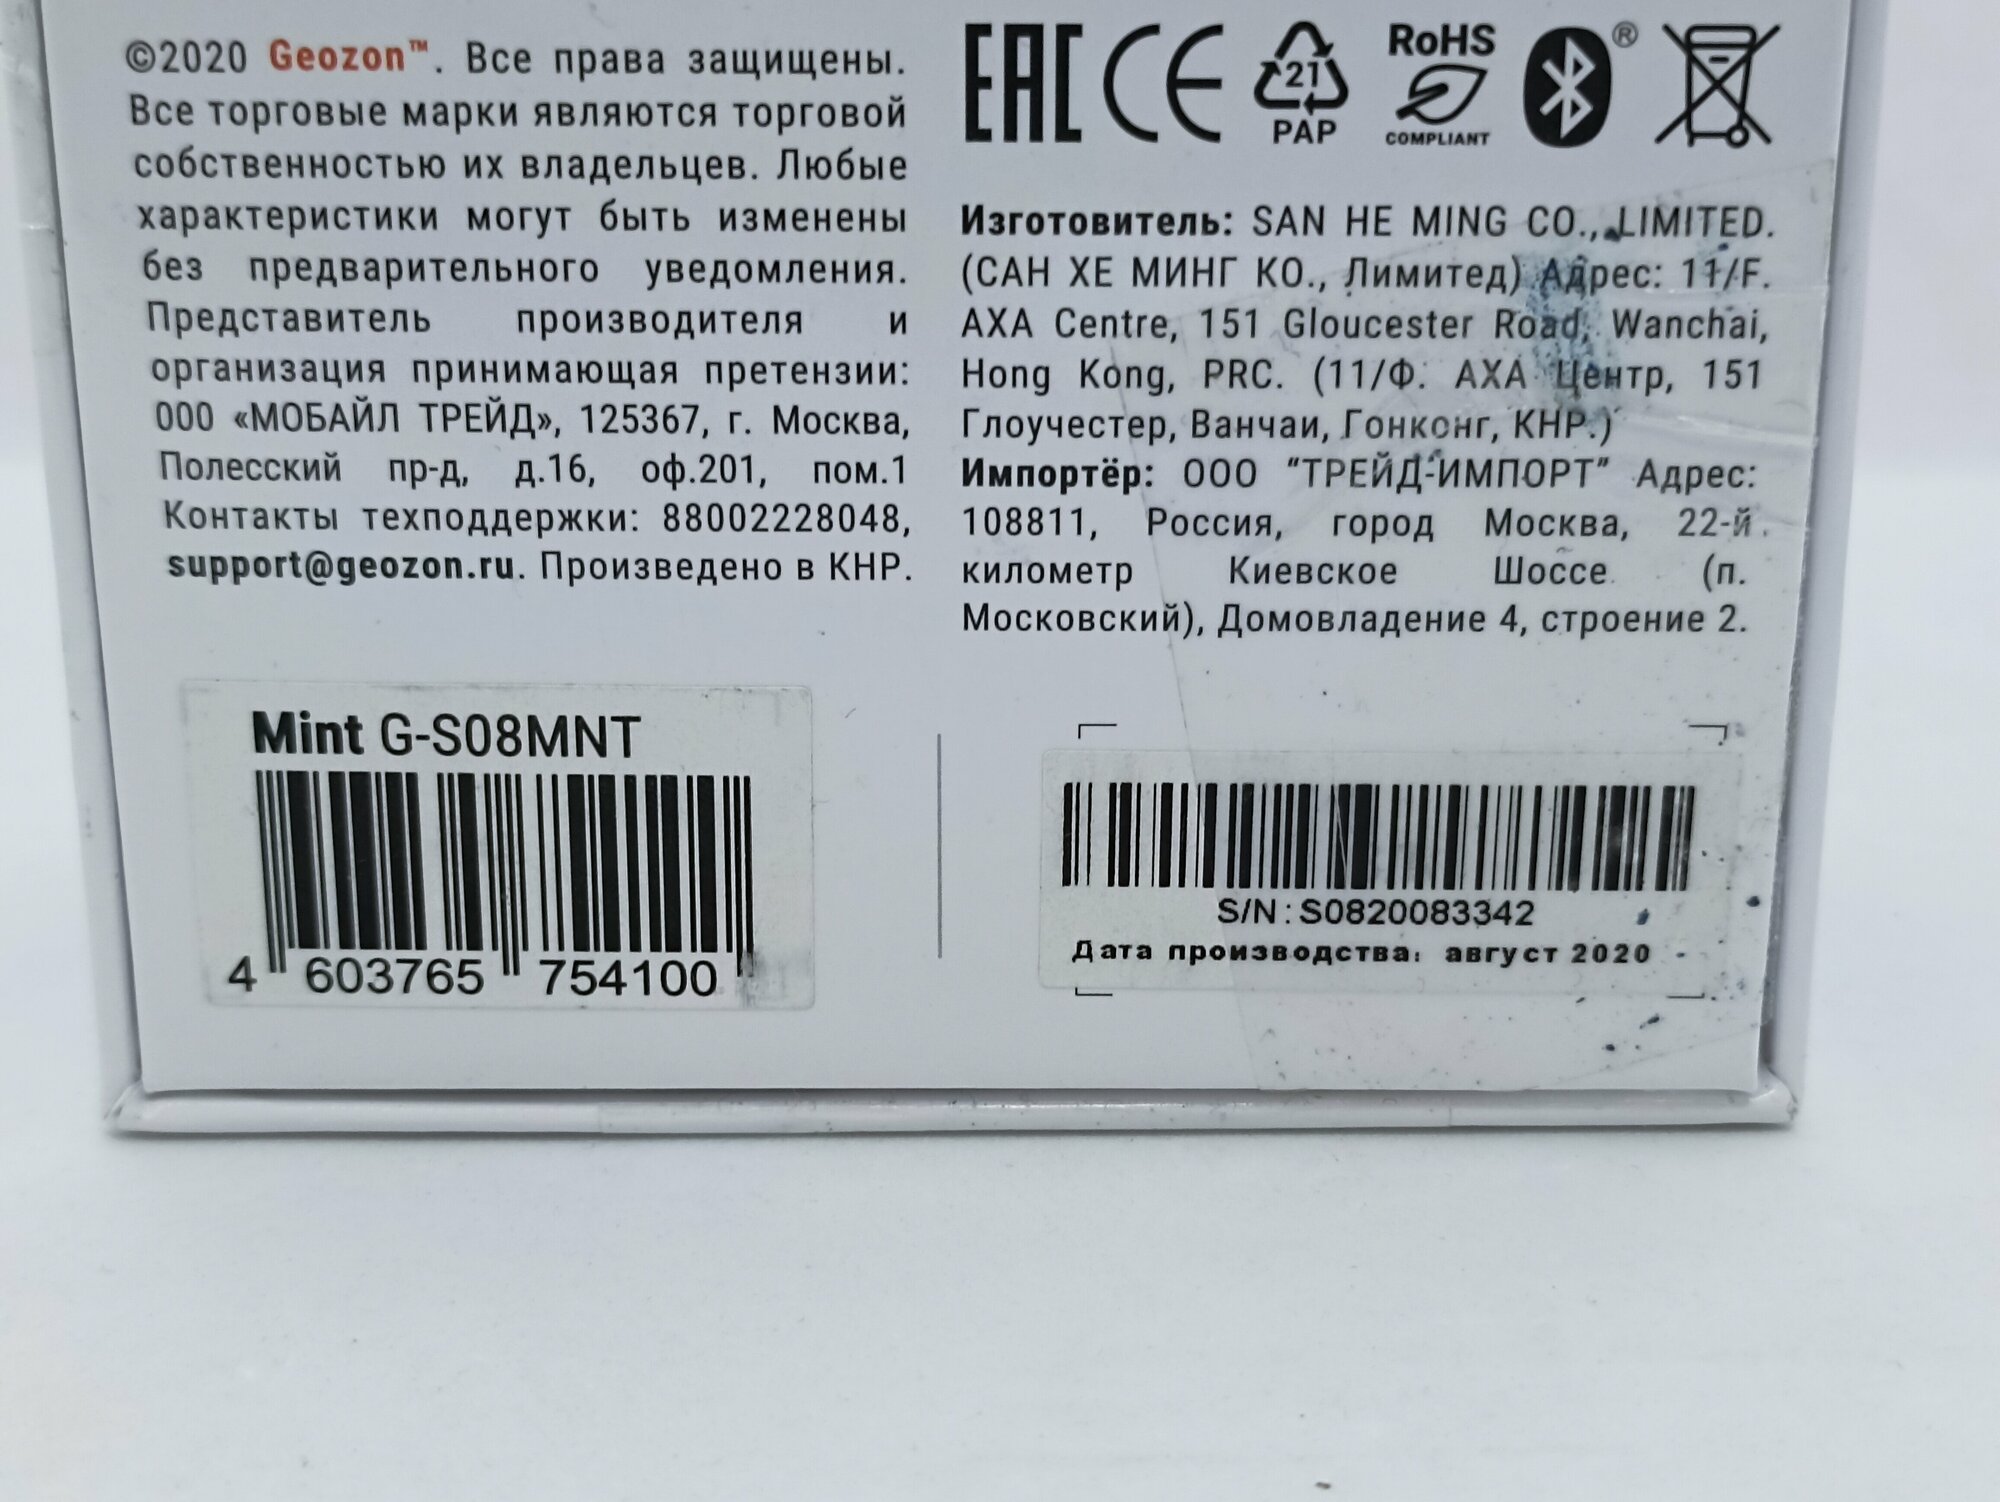 ©2020 Geozon™. Все права защищены.
Все торговые марки являются торговой
собственностью их владельцев. Любые
характеристики могут быть изменены
без предварительного уведомления.
Представитель производителя и
организация принимающая претензии:
ООО «МОБАЙЛ ТРЕЙД», 125367, г. Москва,
Полесский пр-д, д.16, оф.201, пом.1
Контакты техподдержки: 88002228048,
support@geozon.ru. Произведено в КНР.
EAC CE 21 PAP RoHS COMPLIANT ®
Изготовитель: SAN HE MING CO., LIMITED.
(САН ХЕ МИНГ КО., Лимитед) Адрес: 11/F.
AXA Centre, 151 Gloucester Road, Wanchai,
Hong Kong, PRC. (11/Ф. АХА Центр, 151
Глоучестер, Ванчаи, Гонконг, КНР.)
Импортёр: ООО "ТРЕЙД-ИМПОРТ" Адрес:
108811, Россия, город Москва, 22-й
километр Киевское Шоссе (п.
Московский), Домовладение 4, строение 2.
Mint G-S08MNT
4 603765 754100
S/N:S0820083342
Дата производства: август 2020